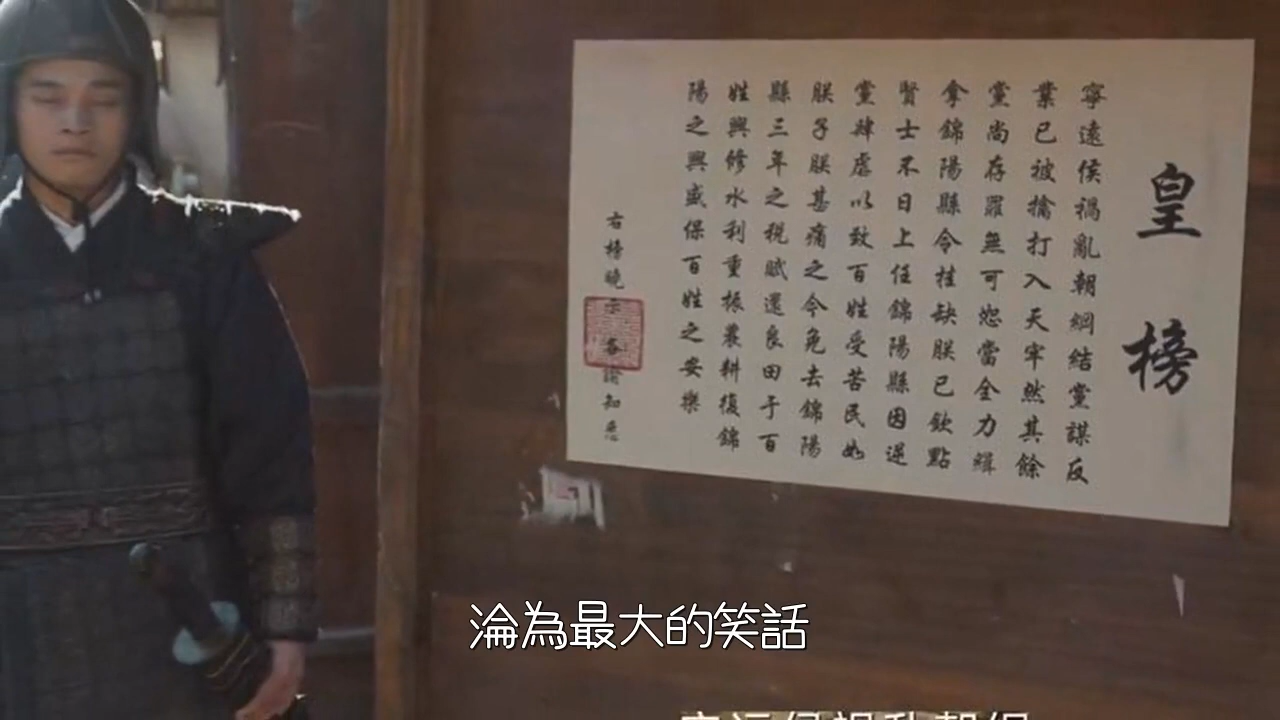 皇榜
寧遠侯禍亂朝綱結黨謀反
業已被擒打入天牢然其餘
黨尚存罪無可恕當全力緝
拿錦陽縣令桂缺朕已欽點
賢士不日上任錦陽縣因逆
黨肆虐以致百姓受苦民如
朕子朕甚痛之今免去錦陽
縣三年之稅賦還良田于百
姓興修水利重振農耕復錦
陽之興盛保百姓之安樂
右榜曉示 各諭知悉
淪為最大的笑話